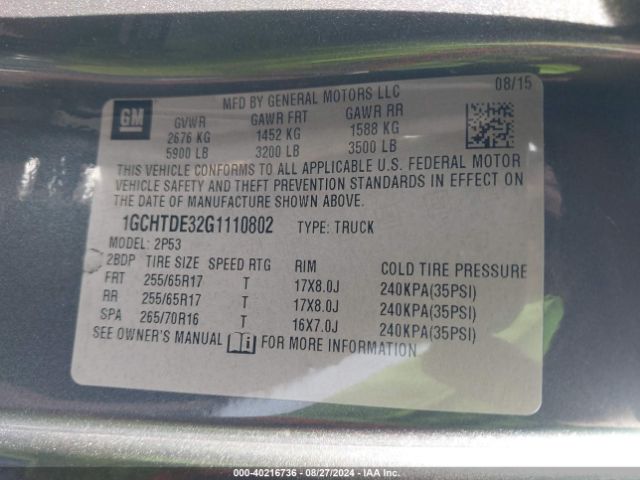 MFD BY GENERAL MOTORS LLC 08/15
GM
GVWR GAWR FRT GAWR RR
2676 KG 1452 KG 1588 KG
5900 LB 3200 LB 3500 LB
THIS VEHICLE CONFORMS TO ALL APPLICABLE U.S. FEDERAL MOTOR
VEHICLE SAFETY AND THEFT PREVENTION STANDARDS IN EFFECT ON
THE DATE OF MANUFACTURE SHOWN ABOVE.
1GCHTDE32G1110802 TYPE: TRUCK
MODEL: 2P53
2BDP TIRE SIZE SPEED RTG RIM COLD TIRE PRESSURE
FRT 255/65R17 T 17X8.0J 240KPA(35PSI)
RR 255/65R17 T 17X8.0J 240KPA(35PSI)
SPA 265/70R16 T 16X7.0J 240KPA(35PSI)
SEE OWNER'S MANUAL FOR MORE INFORMATION
000-40216736 - 08/27/2024 - IAA Inc.